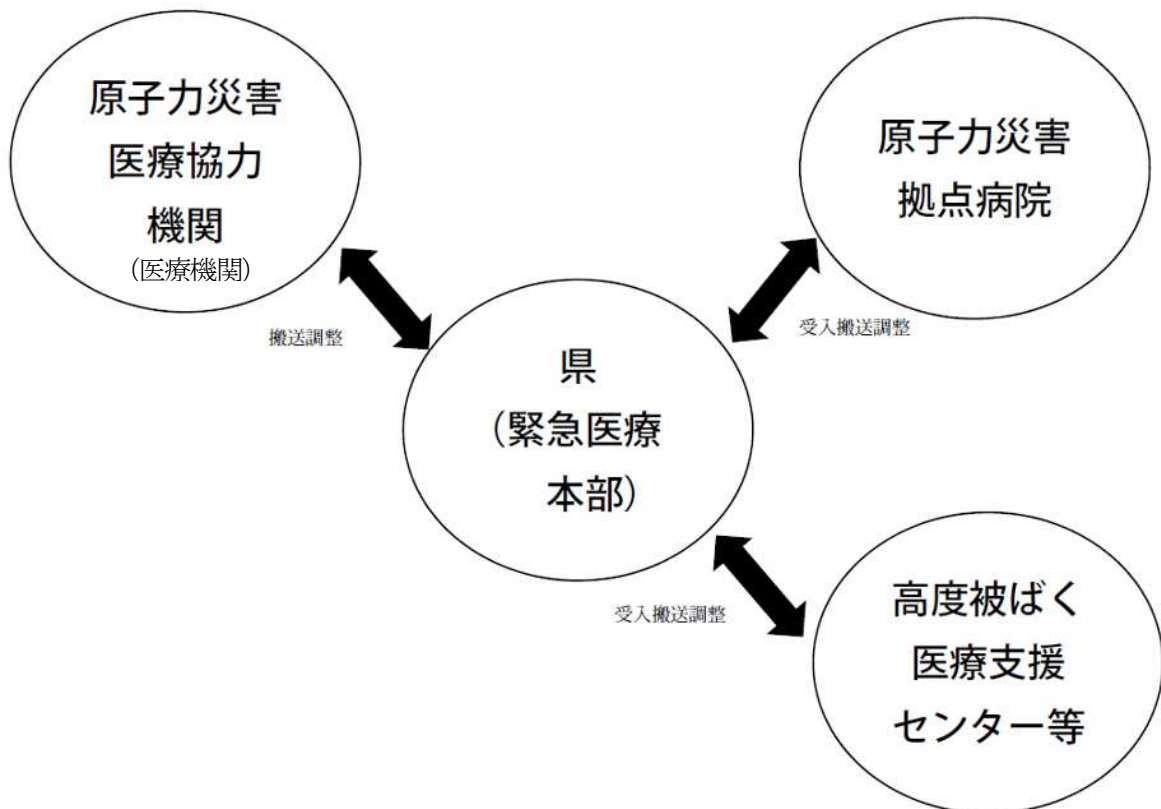 原子力災害
医療協力
機関
（医療機関）
原子力災害
拠点病院
搬送調整
受入搬送調整
県
（緊急医療
本部）
受入搬送調整
高度被ばく
医療支援
センター等